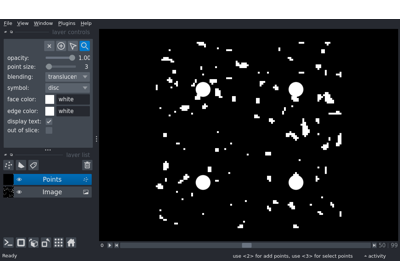 File View Window Plugins Help
layer controls
opacity: 1.00
point size: 3
blending: translucen
symbol: disc
face color: white
edge color: white
display text:
out of slice:
layer list
Points
Image
0 50 99
Ready use <2> for add points, use <3> for select points activity